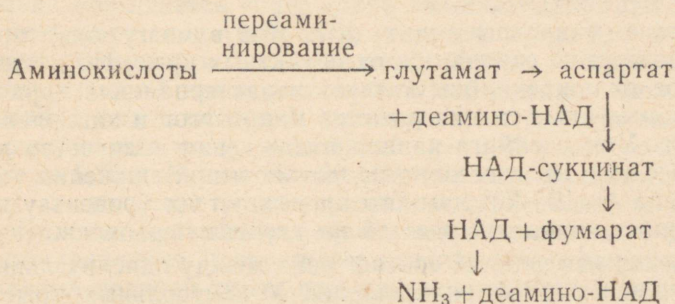 переами-
нирование
Аминокислоты ⟶ глутамат → аспартат
+деамино-НАД ↓
НАД-сукцинат
↓
НАД+фумарат
↓
NH₃+деамино-НАД